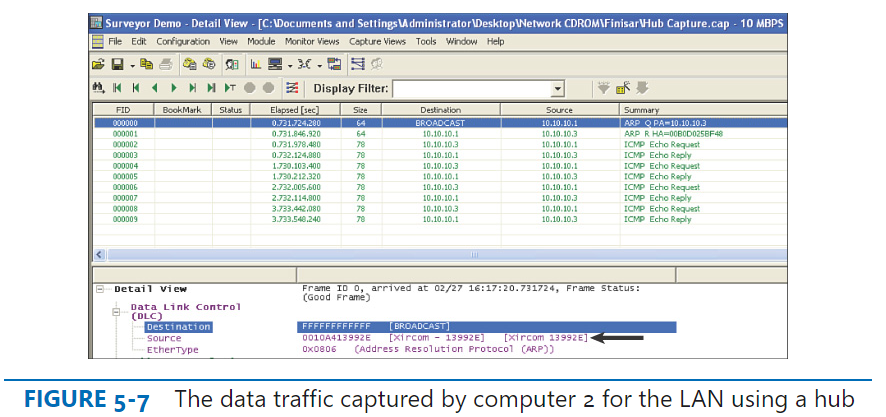 Surveyor Demo - Detail View - [C:\Documents and Settings\Administrator\Desktop\Network CDROM\Finisar\Hub Capture.cap - 10 MBPS
File Edit Configuration View Module Monitor Views Capture Views Tools Window Help
Display Filter:
FID BookMark Status Elapsed [sec] Size Destination Source Summary
000000 0.731.724.280 64 BROADCAST 10.10.10.1 ARP Q PA=10.10.10.3
000001 0.731.846.920 64 10.10.10.1 10.10.10.3 ARP R HA=00B0D025BF48
000002 0.731.978.480 78 10.10.10.3 10.10.10.1 ICMP Echo Request
000003 0.732.124.880 78 10.10.10.1 10.10.10.3 ICMP Echo Reply
000004 1.730.103.400 78 10.10.10.3 10.10.10.1 ICMP Echo Request
000005 1.730.212.320 78 10.10.10.1 10.10.10.3 ICMP Echo Reply
000006 2.732.005.600 78 10.10.10.3 10.10.10.1 ICMP Echo Request
000007 2.732.114.800 78 10.10.10.1 10.10.10.3 ICMP Echo Reply
000008 3.733.442.080 78 10.10.10.3 10.10.10.1 ICMP Echo Request
000009 3.733.548.240 78 10.10.10.1 10.10.10.3 ICMP Echo Reply
Detail View Frame ID 0, arrived at 02/27 16:17:20.731724, Frame Status:
(Good Frame)
Data Link Control
(DLC)
Destination FFFFFFFFFFFF [BROADCAST]
Source 0010A413992E [Xircom - 13992E] [Xircom 13992E]
EtherType 0x0806 (Address Resolution Protocol (ARP))
FIGURE 5-7 The data traffic captured by computer 2 for the LAN using a hub